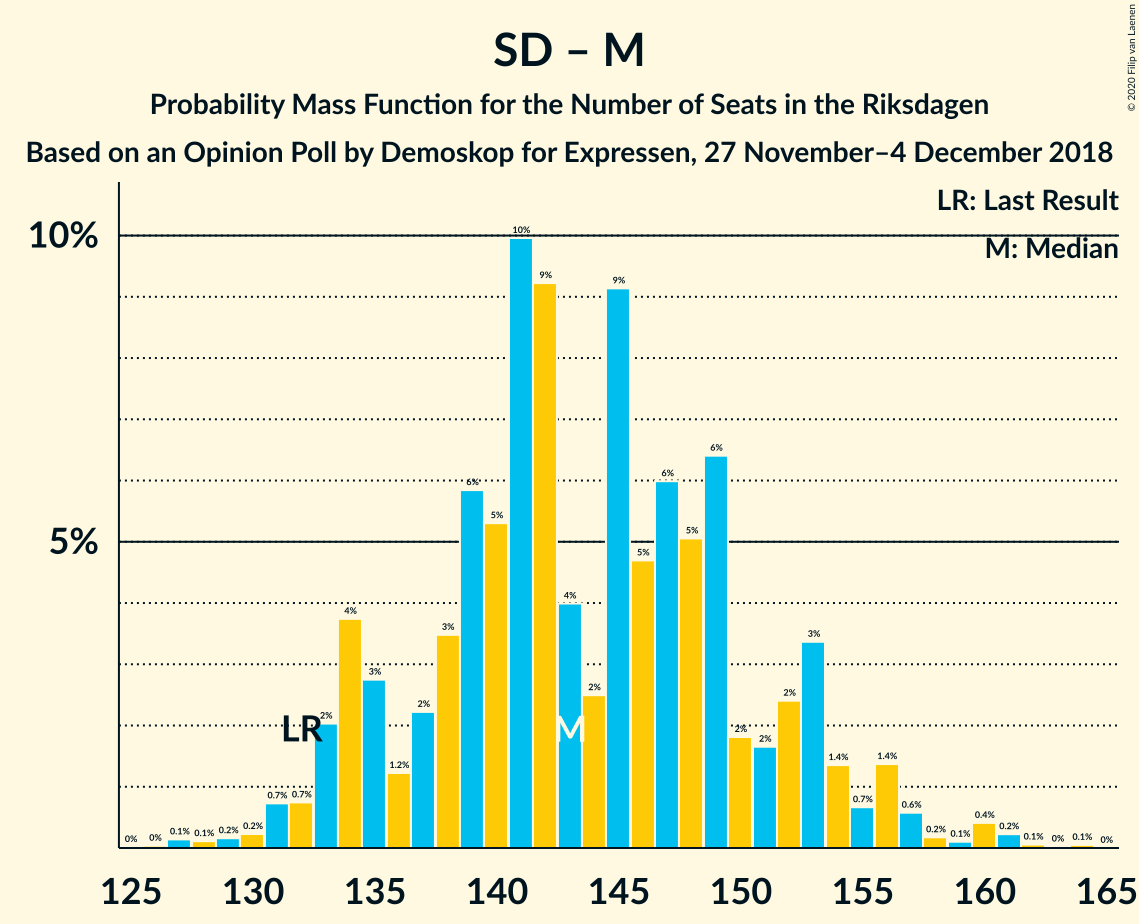 SD – M
Probability Mass Function for the Number of Seats in the Riksdagen
Based on an Opinion Poll by Demoskop for Expressen, 27 November–4 December 2018
© 2020 Filip van Laenen
LR: Last Result
M: Median
10%
5%
0% 0% 0.1% 0.1% 0.2% 0.2% 0.7% 0.7% 2% 4% 3% 1.2% 2% 3% 6% 5% 10% 9% 4% 2% 9% 5% 6% 5% 6% 2% 2% 2% 3% 1.4% 0.7% 1.4% 0.6% 0.2% 0.1% 0.4% 0.2% 0.1% 0% 0.1% 0%
LR M
125 130 135 140 145 150 155 160 165